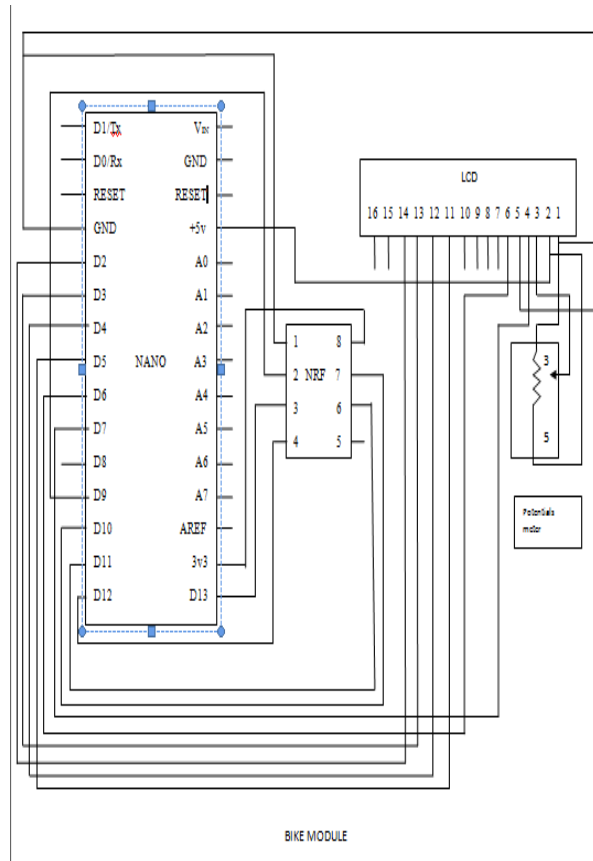 D1/Tx VIN
D0/Rx GND
RESET RESET
GND +5v
D2 A0
D3 A1
D4 A2
D5 NANO A3
D6 A4
D7 A5
D8 A6
D9 A7
D10 AREF
D11 3v3
D12 D13
LCD
16 15 14 13 12 11 10 9 8 7 6 5 4 3 2 1
1 8
2 NRF 7
3 6
4 5
3
5
Potentials
motor
BIKE MODULE